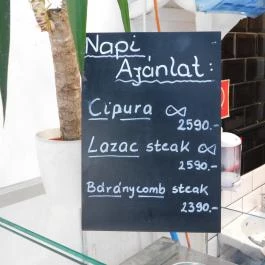 Napi
Ajánlat:
Cipura
2590.-
Lazac steak
2590.-
Báránycomb steak
2390.-